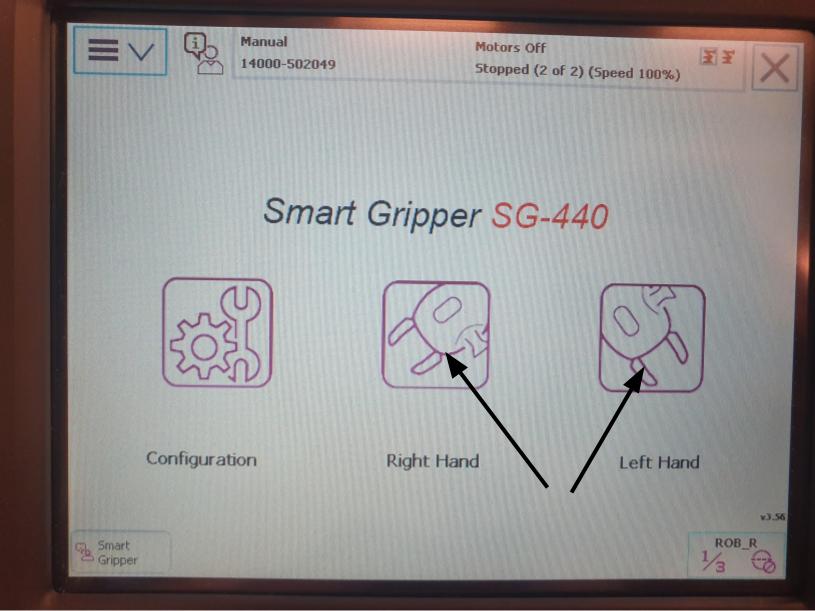 Manual
14000-502049
Motors Off
Stopped (2 of 2) (Speed 100%)
Smart Gripper SG-440
Configuration
Right Hand
Left Hand
v3.56
Smart
Gripper
ROB_R
1/3